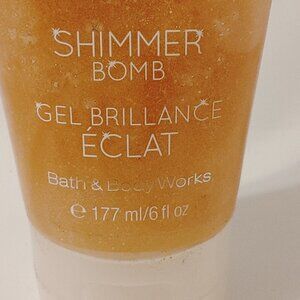 SHIMMER
BOMB
GEL BRILLANCE
ÉCLAT
Bath & Body Works
℮ 177 ml/6 fl oz